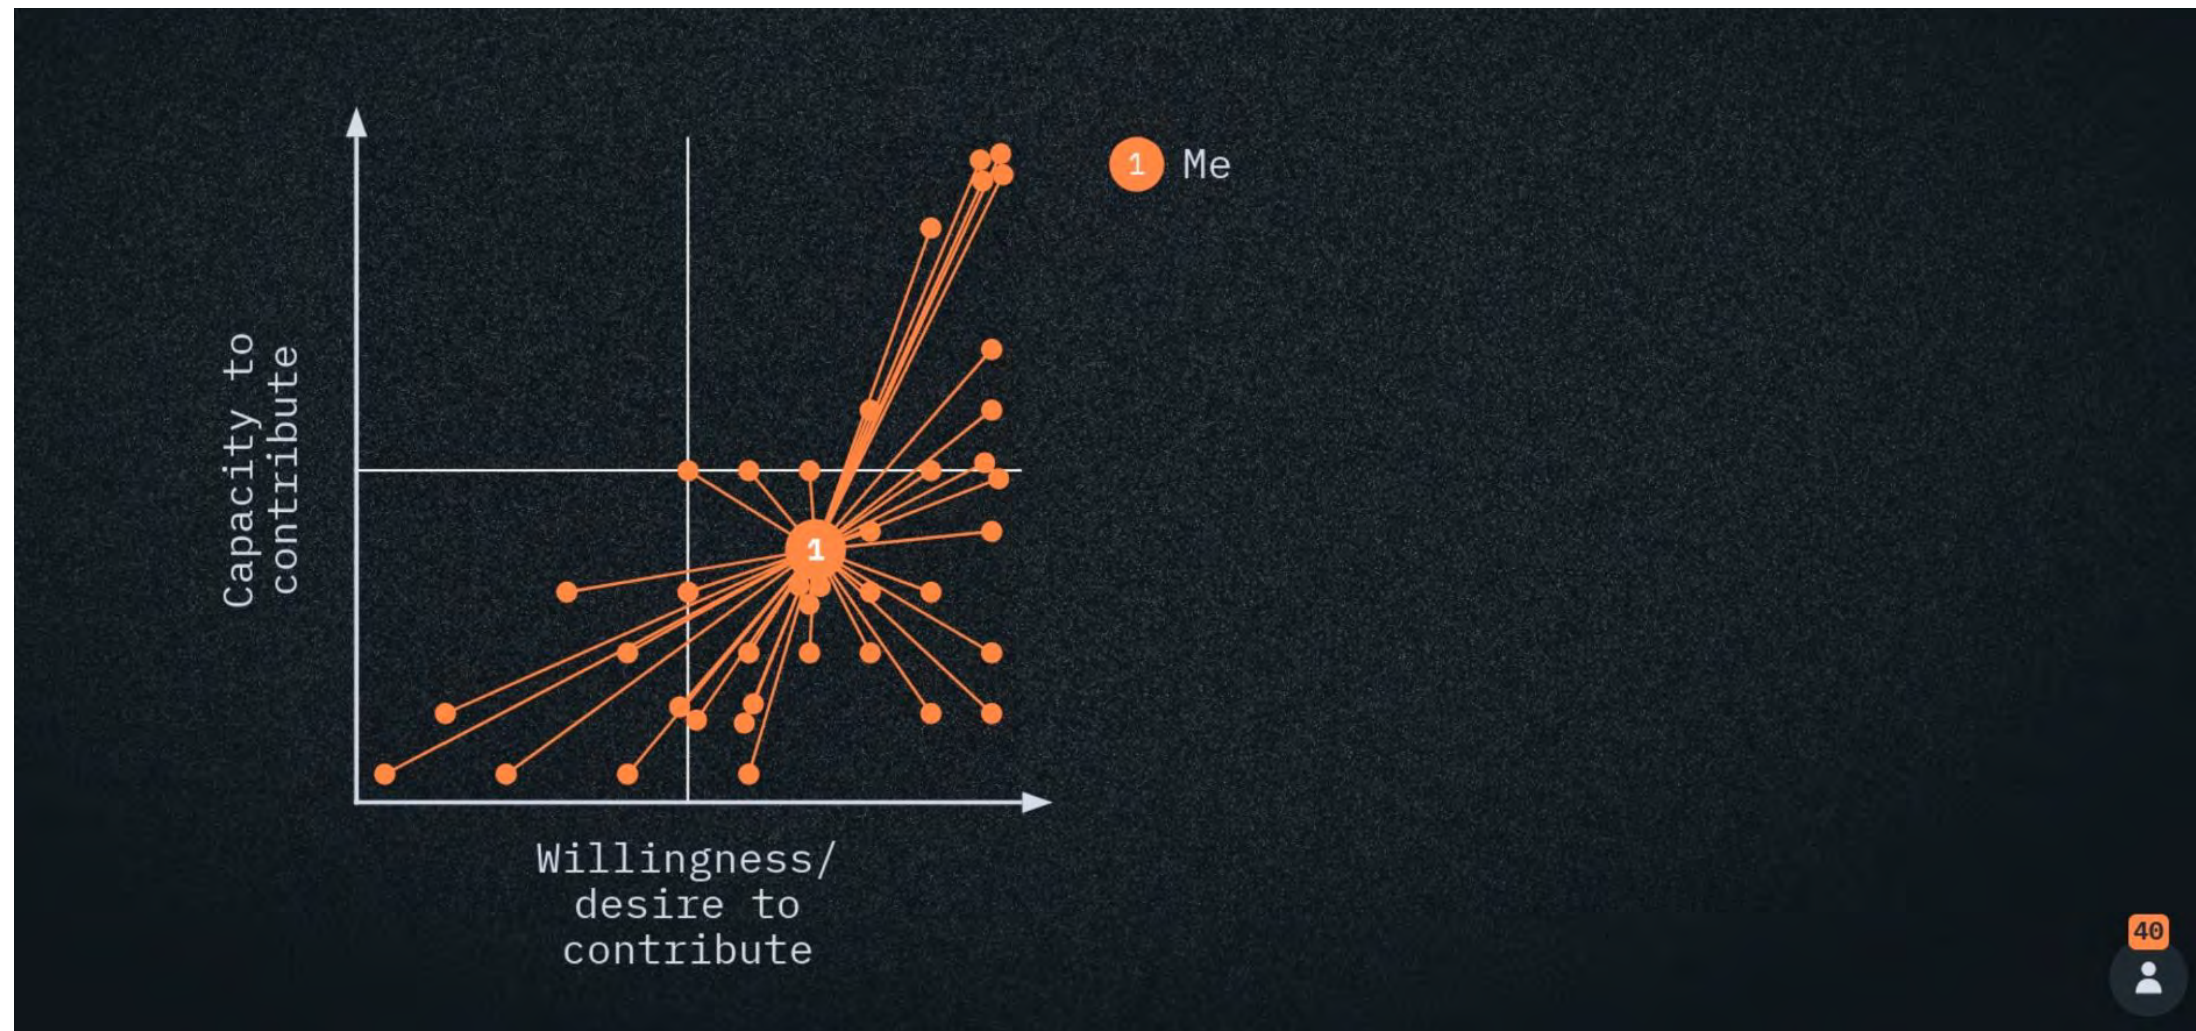 Capacity to
contribute
1 Me
1
Willingness/
desire to
contribute
40